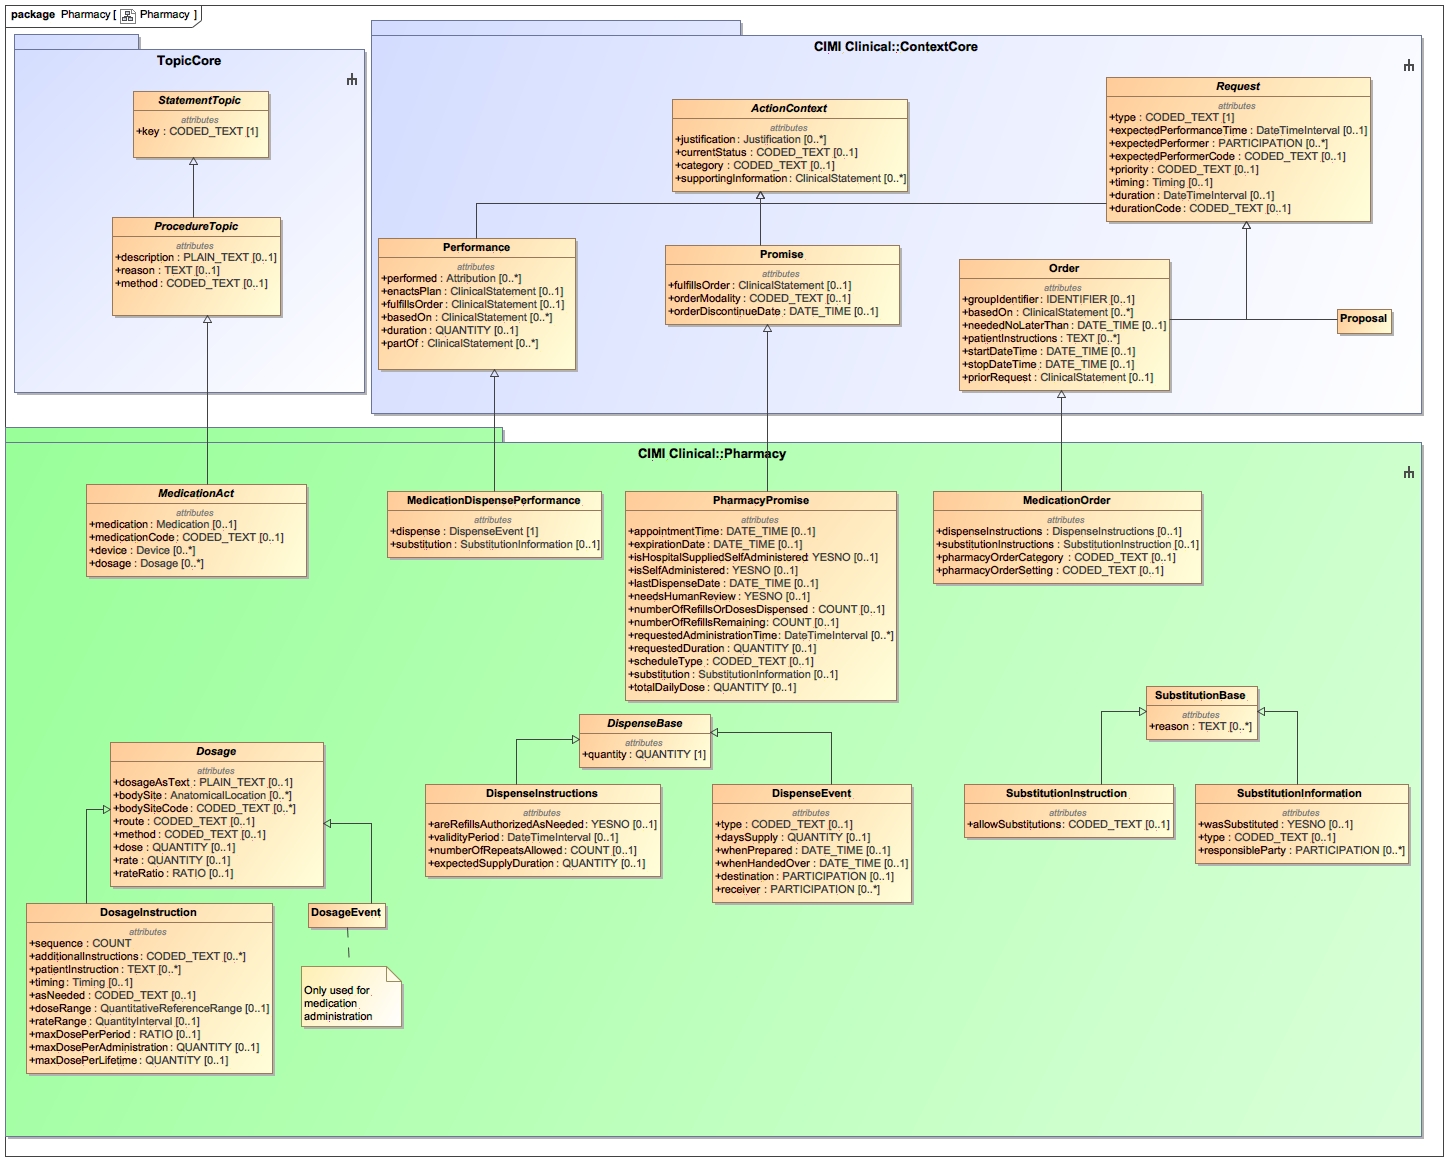 package Pharmacy [ Pharmacy ]
TopicCore
StatementTopic
attributes
+key : CODED_TEXT [1]
ProcedureTopic
attributes
+description : PLAIN_TEXT [0..1]
+reason : TEXT [0..1]
+method : CODED_TEXT [0..1]
CIMI Clinical::ContextCore
ActionContext
attributes
+justification : Justification [0..*]
+currentStatus : CODED_TEXT [0..1]
+category : CODED_TEXT [0..1]
+supportingInformation : ClinicalStatement [0..*]
Request
attributes
+type : CODED_TEXT [1]
+expectedPerformanceTime : DateTimeInterval [0..1]
+expectedPerformer : PARTICIPATION [0..*]
+expectedPerformerCode : CODED_TEXT [0..1]
+priority : CODED_TEXT [0..1]
+timing : Timing [0..1]
+duration : DateTimeInterval [0..1]
+durationCode : CODED_TEXT [0..1]
Performance
attributes
+performed : Attribution [0..*]
+enactsPlan : ClinicalStatement [0..1]
+fulfillsOrder : ClinicalStatement [0..1]
+basedOn : ClinicalStatement [0..*]
+duration : QUANTITY [0..1]
+partOf : ClinicalStatement [0..*]
Promise
attributes
+fulfillsOrder : ClinicalStatement [0..1]
+orderModality : CODED_TEXT [0..1]
+orderDiscontinueDate : DATE_TIME [0..1]
Order
attributes
+groupIdentifier : IDENTIFIER [0..1]
+basedOn : ClinicalStatement [0..*]
+neededNoLaterThan : DATE_TIME [0..1]
+patientInstructions : TEXT [0..*]
+startDateTime : DATE_TIME [0..1]
+stopDateTime : DATE_TIME [0..1]
+priorRequest : ClinicalStatement [0..1]
Proposal
CIMI Clinical::Pharmacy
MedicationAct
attributes
+medication : Medication [0..1]
+medicationCode : CODED_TEXT [0..1]
+device : Device [0..*]
+dosage : Dosage [0..*]
MedicationDispensePerformance
attributes
+dispense : DispenseEvent [1]
+substitution : SubstitutionInformation [0..1]
PharmacyPromise
attributes
+appointmentTime : DATE_TIME [0..1]
+expirationDate : DATE_TIME [0..1]
+isHospitalSuppliedSelfAdministered : YESNO [0..1]
+isSelfAdministered : YESNO [0..1]
+lastDispenseDate : DATE_TIME [0..1]
+needsHumanReview : YESNO [0..1]
+numberOfRefillsOrDosesDispensed : COUNT [0..1]
+numberOfRefillsRemaining : COUNT [0..1]
+requestedAdministrationTime : DateTimeInterval [0..*]
+requestedDuration : QUANTITY [0..1]
+scheduleType : CODED_TEXT [0..1]
+substitution : SubstitutionInformation [0..1]
+totalDailyDose : QUANTITY [0..1]
MedicationOrder
attributes
+dispenseInstructions : DispenseInstructions [0..1]
+substitutionInstructions : SubstitutionInstruction [0..1]
+pharmacyOrderCategory : CODED_TEXT [0..1]
+pharmacyOrderSetting : CODED_TEXT [0..1]
Dosage
attributes
+dosageAsText : PLAIN_TEXT [0..1]
+bodySite : AnatomicalLocation [0..*]
+bodySiteCode : CODED_TEXT [0..*]
+route : CODED_TEXT [0..1]
+method : CODED_TEXT [0..1]
+dose : QUANTITY [0..1]
+rate : QUANTITY [0..1]
+rateRatio : RATIO [0..1]
DispenseBase
attributes
+quantity : QUANTITY [1]
SubstitutionBase
attributes
+reason : TEXT [0..*]
DispenseInstructions
attributes
+areRefillsAuthorizedAsNeeded : YESNO [0..1]
+validityPeriod : DateTimeInterval [0..1]
+numberOfRepeatsAllowed : COUNT [0..1]
+expectedSupplyDuration : QUANTITY [0..1]
DispenseEvent
attributes
+type : CODED_TEXT [0..1]
+daysSupply : QUANTITY [0..1]
+whenPrepared : DATE_TIME [0..1]
+whenHandedOver : DATE_TIME [0..1]
+destination : PARTICIPATION [0..1]
+receiver : PARTICIPATION [0..*]
SubstitutionInstruction
attributes
+allowSubstitutions : CODED_TEXT [0..1]
SubstitutionInformation
attributes
+wasSubstituted : YESNO [0..1]
+type : CODED_TEXT [0..1]
+responsibleParty : PARTICIPATION [0..*]
DosageInstruction
attributes
+sequence : COUNT
+additionalInstructions : CODED_TEXT [0..*]
+patientInstruction : TEXT [0..*]
+timing : Timing [0..1]
+asNeeded : CODED_TEXT [0..1]
+doseRange : QuantitativeReferenceRange [0..1]
+rateRange : QuantityInterval [0..1]
+maxDosePerPeriod : RATIO [0..1]
+maxDosePerAdministration : QUANTITY [0..1]
+maxDosePerLifetime : QUANTITY [0..1]
DosageEvent
Only used for
medication
administration